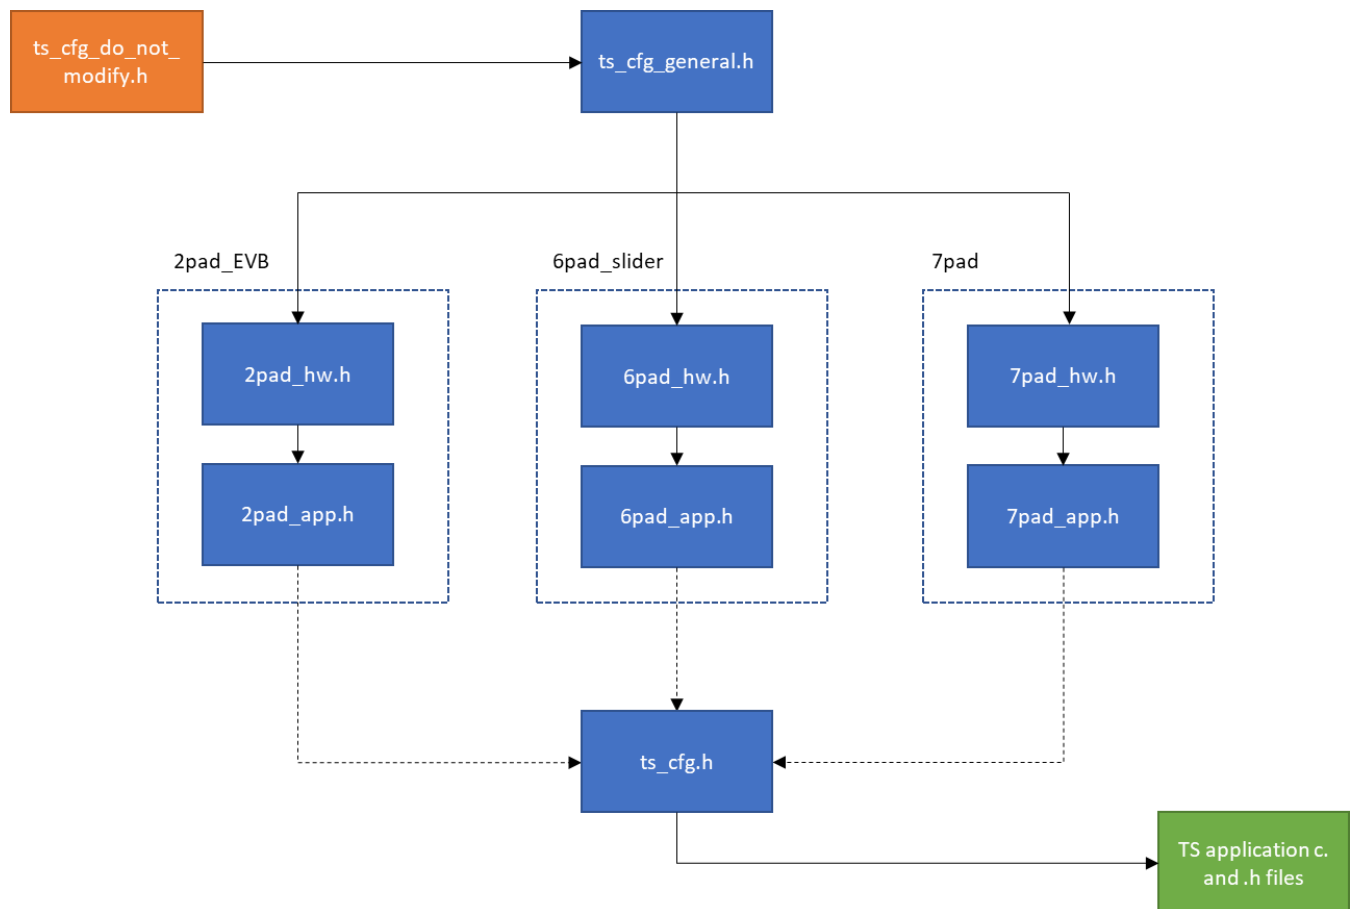 ts_cfg_do_not_
modify.h
ts_cfg_general.h
2pad_EVB
6pad_slider
7pad
2pad_hw.h
6pad_hw.h
7pad_hw.h
2pad_app.h
6pad_app.h
7pad_app.h
ts_cfg.h
TS application c.
and .h files